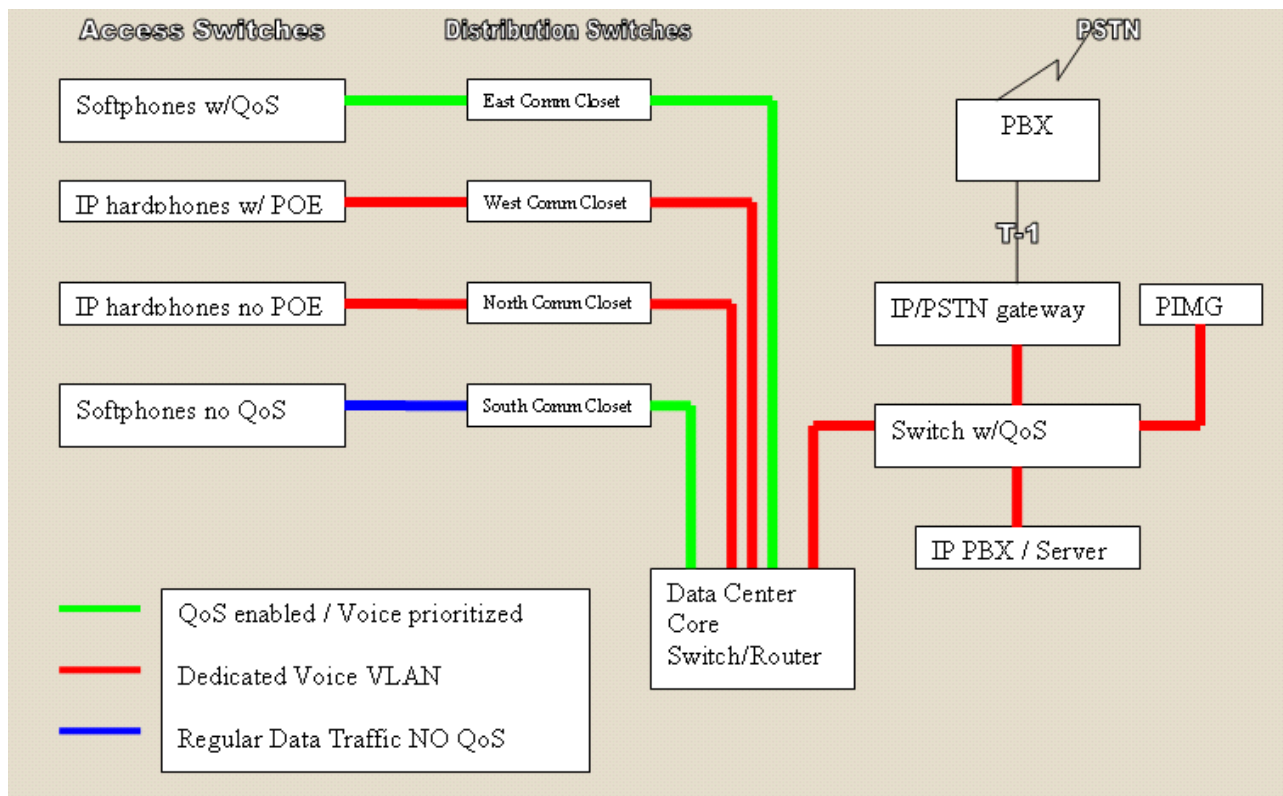 Access Switches
Distribution Switches
PSTN
Softphones w/QoS
East Comm Closet
PBX
IP hardphones w/ POE
West Comm Closet
T-1
IP hardphones no POE
North Comm Closet
IP/PSTN gateway
PIMG
Softphones no QoS
South Comm Closet
Switch w/QoS
IP PBX / Server
Data Center
Core
Switch/Router
QoS enabled / Voice prioritized
Dedicated Voice VLAN
Regular Data Traffic NO QoS